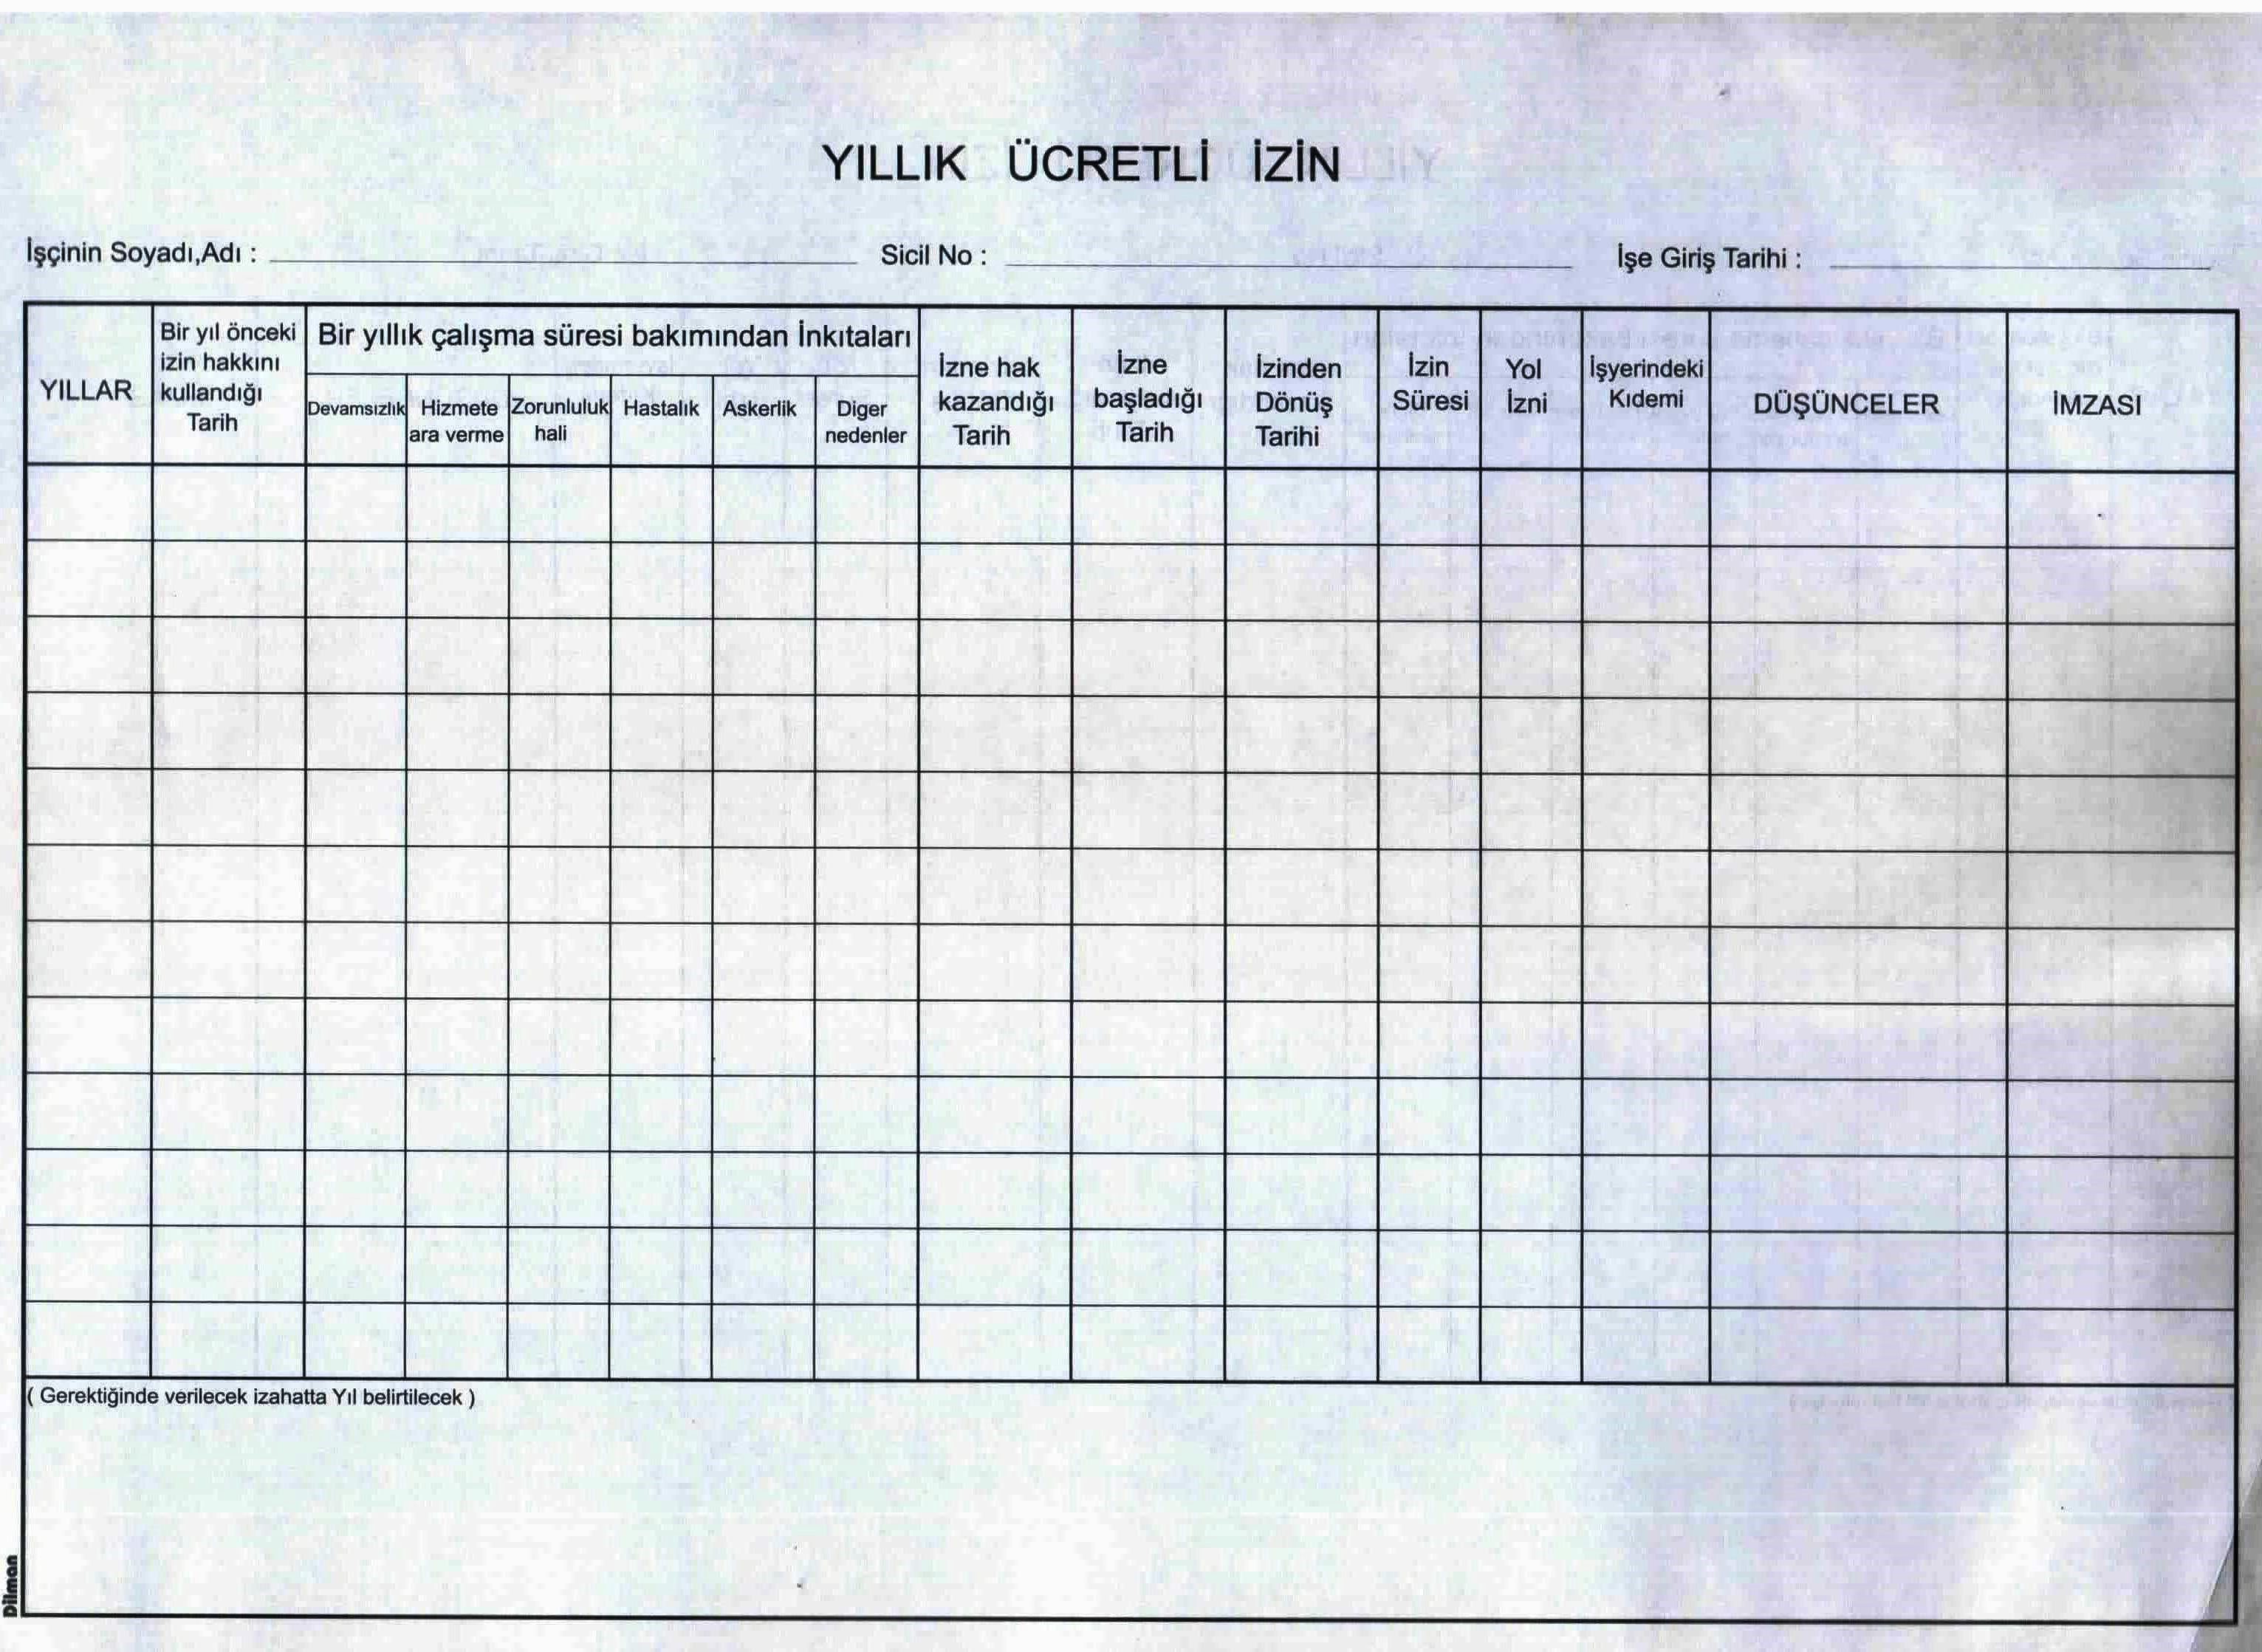 YILLIK ÜCRETLİ İZİN
İşçinin Soyadı,Adı :
Sicil No :
İşe Giriş Tarihi :
YILLAR
Bir yıl önceki
izin hakkını
kullandığı
Tarih
Bir yıllık çalışma süresi bakımından İnkıtaları
Devamsızlık
Hizmete
ara verme
Zorunluluk
hali
Hastalık
Askerlik
Diger
nedenler
İzne hak
kazandığı
Tarih
İzne
başladığı
Tarih
İzinden
Dönüş
Tarihi
İzin
Süresi
Yol
İzni
İşyerindeki
Kıdemi
DÜŞÜNCELER
İMZASI
( Gerektiğinde verilecek izahatta Yıl belirtilecek )
Dilman